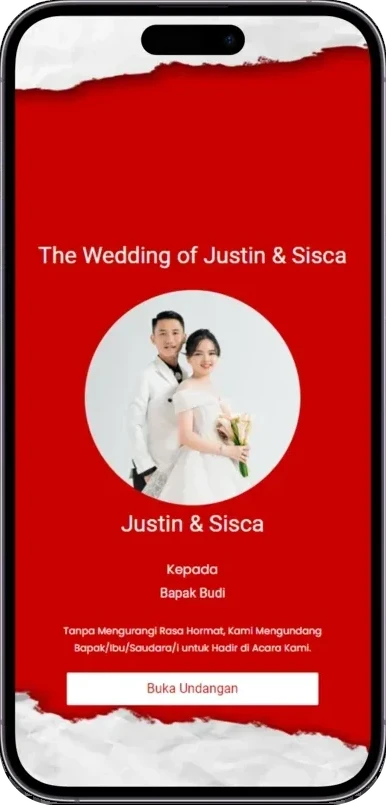 The Wedding of Justin & Sisca
Justin & Sisca
Kepada
Bapak Budi
Tanpa Mengurangi Rasa Hormat, Kami Mengundang
Bapak/Ibu/Saudara/I untuk Hadir di Acara Kami.
Buka Undangan